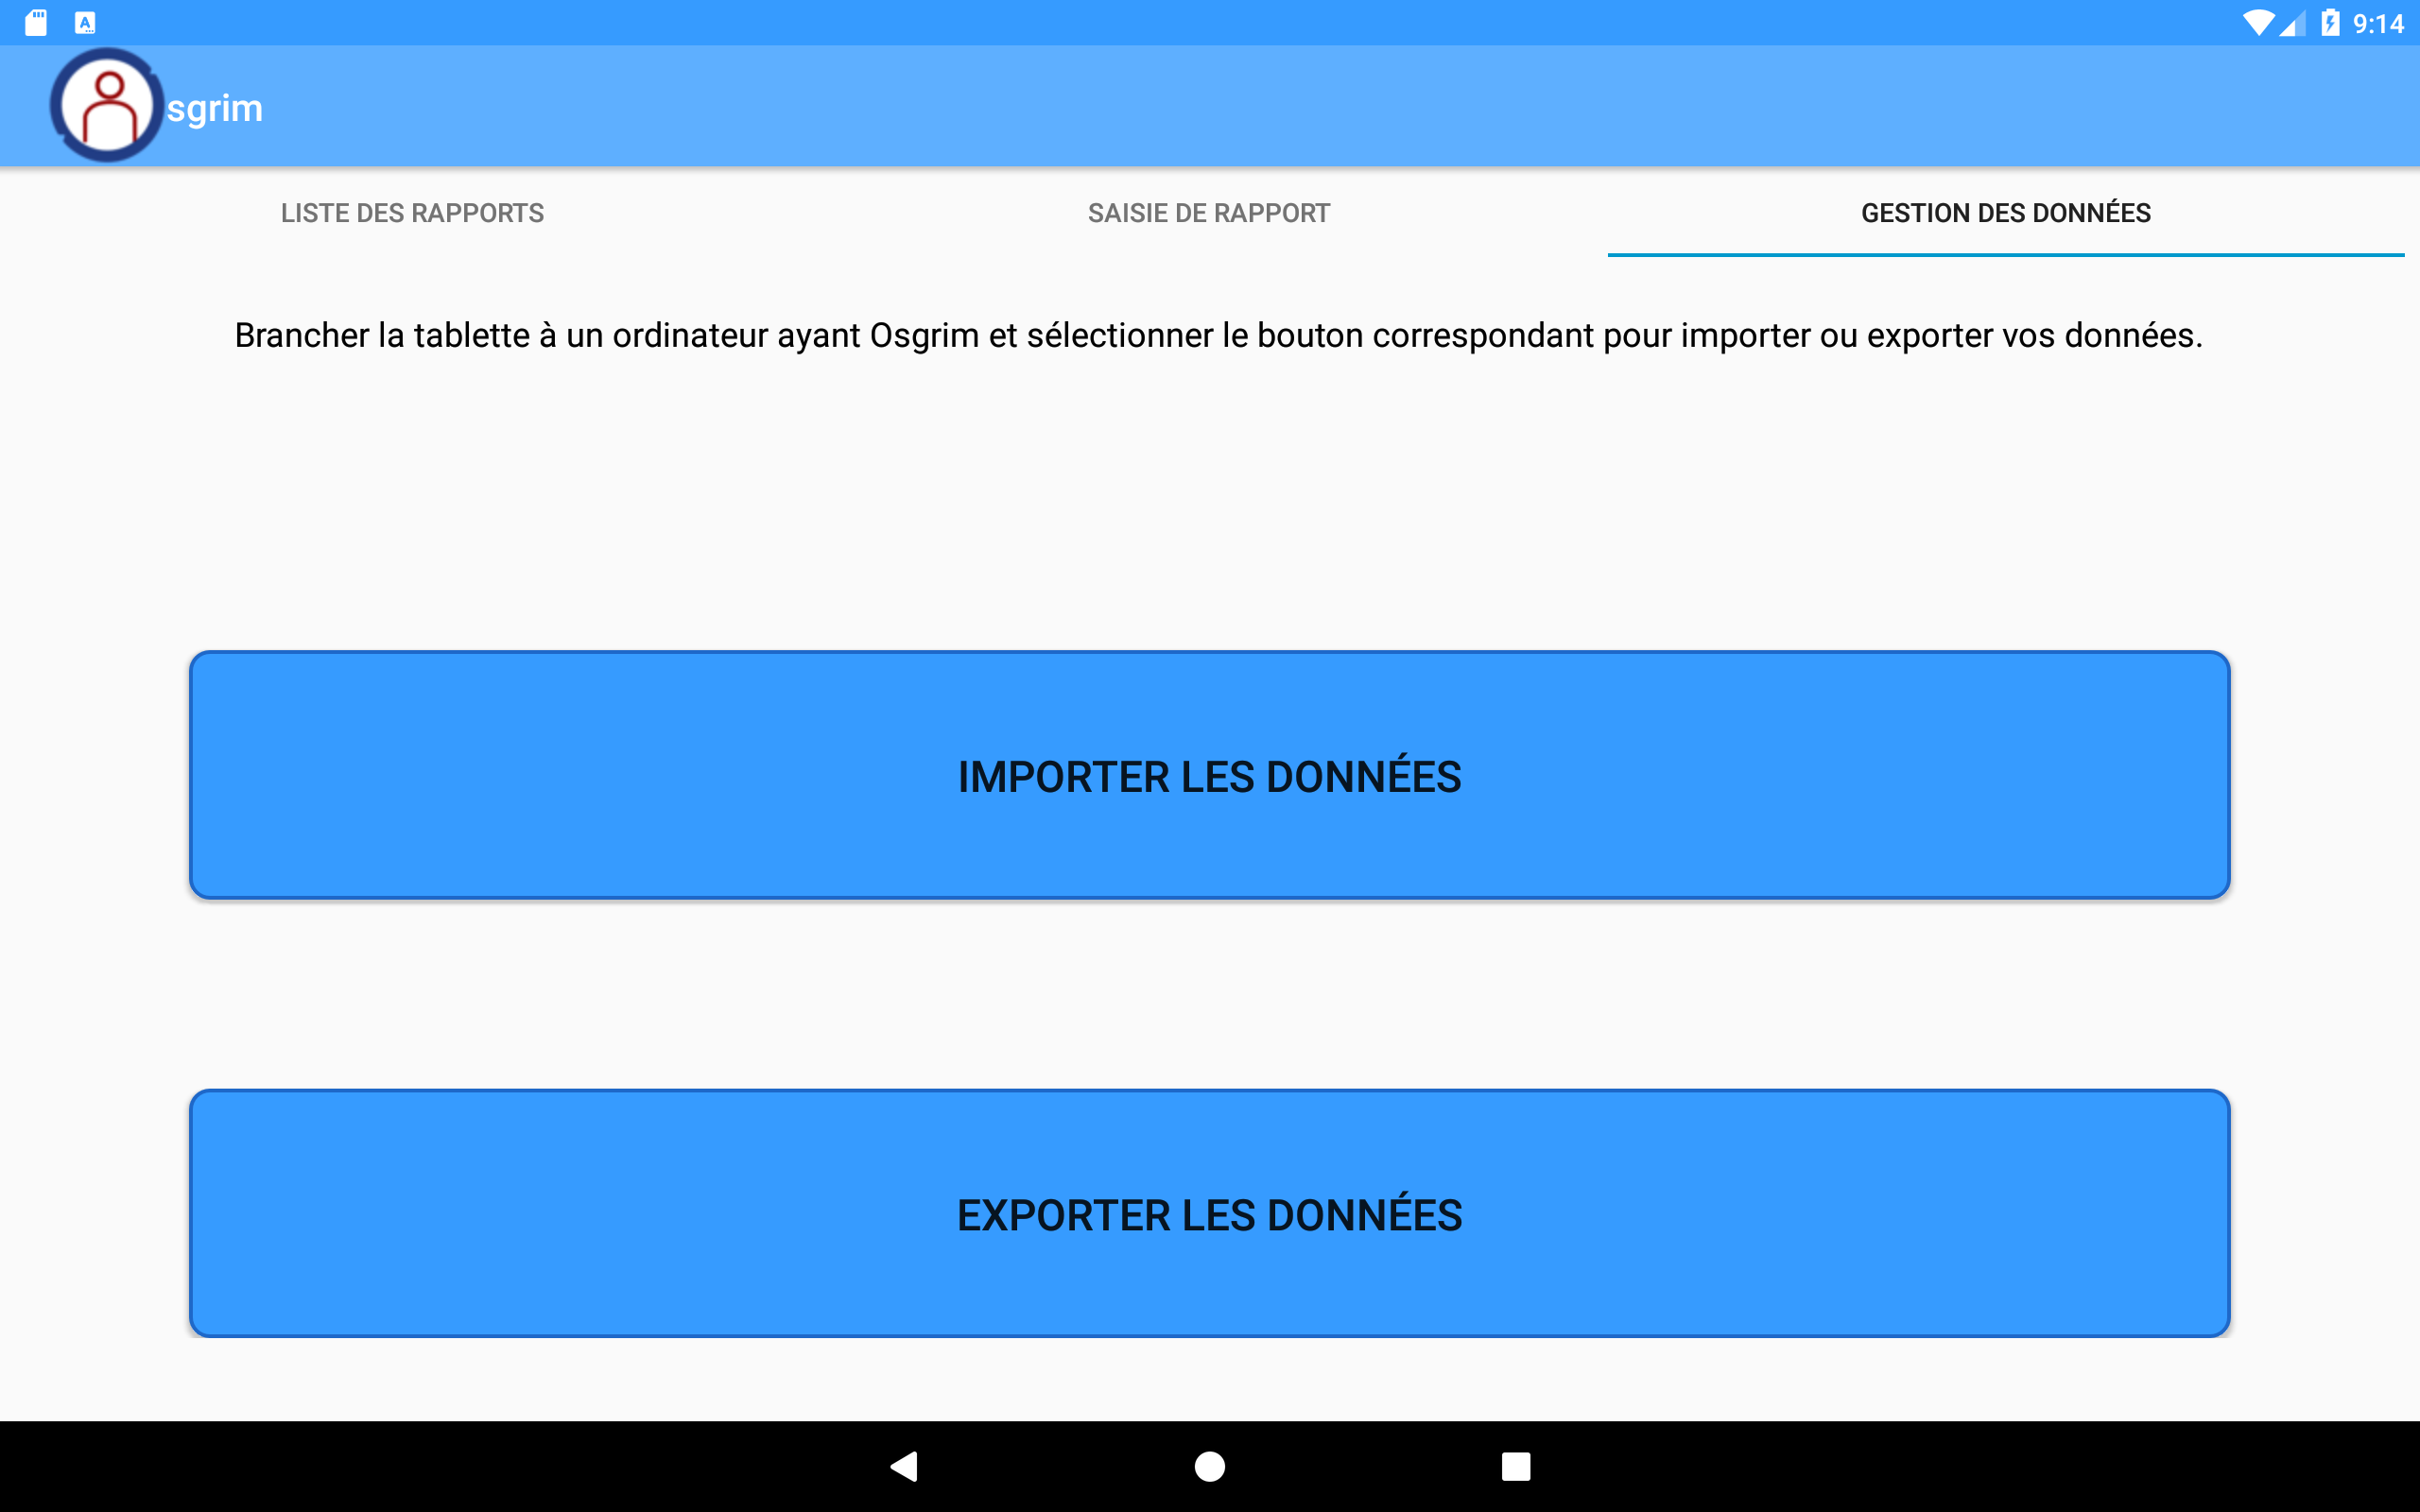 9:14
sgrim
LISTE DES RAPPORTS
SAISIE DE RAPPORT
GESTION DES DONNÉES
Brancher la tablette à un ordinateur ayant Osgrim et sélectionner le bouton correspondant pour importer ou exporter vos données.
IMPORTER LES DONNÉES
EXPORTER LES DONNÉES